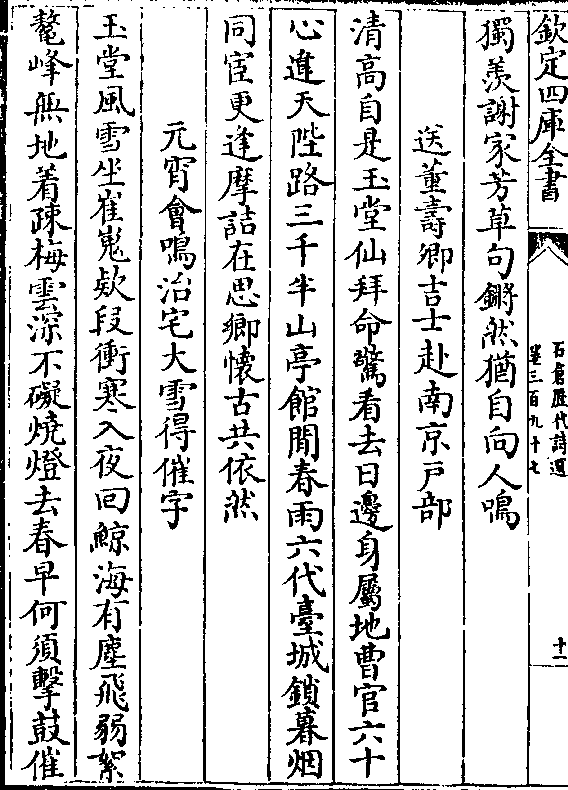 欽定四庫全書
石倉歷代詩選
卷三百九十七
十一
獨羨謝家芳草句鏘然猶自向人鳴
送董壽卿吉士赴南京戸部
清高自是玉堂仙拜命驚看去日邊身屬地曹官六十
心違天陛路三千半山亭館閒春雨六代臺城鎖暮烟
同宦更逢摩詰在思鄉懷古共依然
元宵會鳴治宅大雪得催字
玉堂風雪坐崔嵬欵段衝寒入夜回鯨海有塵飛弱絮
鼇峰無地着疎梅雲深不礙燒燈去春早何須擊鼓催